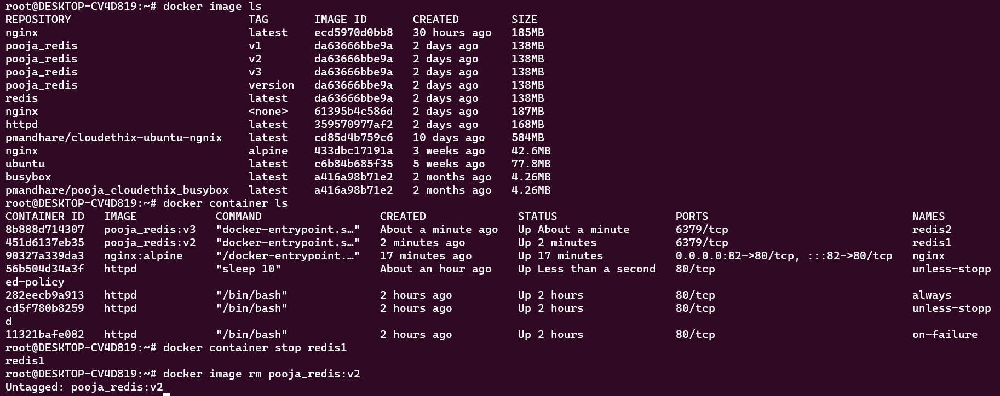 root@DESKTOP-CV4D819:~# docker image ls
REPOSITORY                           TAG       IMAGE ID       CREATED        SIZE
nginx                                latest    ecd5970d0bb8   30 hours ago   185MB
pooja_redis                          v1        da63666bbe9a   2 days ago     138MB
pooja_redis                          v2        da63666bbe9a   2 days ago     138MB
pooja_redis                          v3        da63666bbe9a   2 days ago     138MB
pooja_redis                          version   da63666bbe9a   2 days ago     138MB
redis                                latest    da63666bbe9a   2 days ago     138MB
nginx                                <none>    61395b4c586d   2 days ago     187MB
httpd                                latest    359570977af2   2 days ago     168MB
pmandhare/cloudethix-ubuntu-ngnix    latest    cd85d4b759c6   10 days ago    584MB
nginx                                alpine    433dbc17191a   3 weeks ago    42.6MB
ubuntu                               latest    c6b84b685f35   5 weeks ago    77.8MB
busybox                              latest    a416a98b71e2   2 months ago   4.26MB
pmandhare/pooja_cloudethix_busybox   latest    a416a98b71e2   2 months ago   4.26MB
root@DESKTOP-CV4D819:~# docker container ls
CONTAINER ID   IMAGE            COMMAND                  CREATED              STATUS                  PORTS                               NAMES
8b888d714307   pooja_redis:v3   "docker-entrypoint.s…"   About a minute ago   Up About a minute       6379/tcp                            redis2
451d6137eb35   pooja_redis:v2   "docker-entrypoint.s…"   2 minutes ago        Up 2 minutes            6379/tcp                            redis1
90327a339da3   nginx:alpine     "/docker-entrypoint.…"   17 minutes ago       Up 17 minutes           0.0.0.0:82->80/tcp, :::82->80/tcp   nginx
56b504d34a3f   httpd            "sleep 10"               About an hour ago    Up Less than a second   80/tcp                              unless-stopp
ed-policy
282eecb9a913   httpd            "/bin/bash"              2 hours ago          Up 2 hours              80/tcp                              always
cd5f780b8259   httpd            "/bin/bash"              2 hours ago          Up 2 hours              80/tcp                              unless-stopp
d
11321bafe082   httpd            "/bin/bash"              2 hours ago          Up 2 hours              80/tcp                              on-failure
root@DESKTOP-CV4D819:~# docker container stop redis1
redis1
root@DESKTOP-CV4D819:~# docker image rm pooja_redis:v2
Untagged: pooja_redis:v2